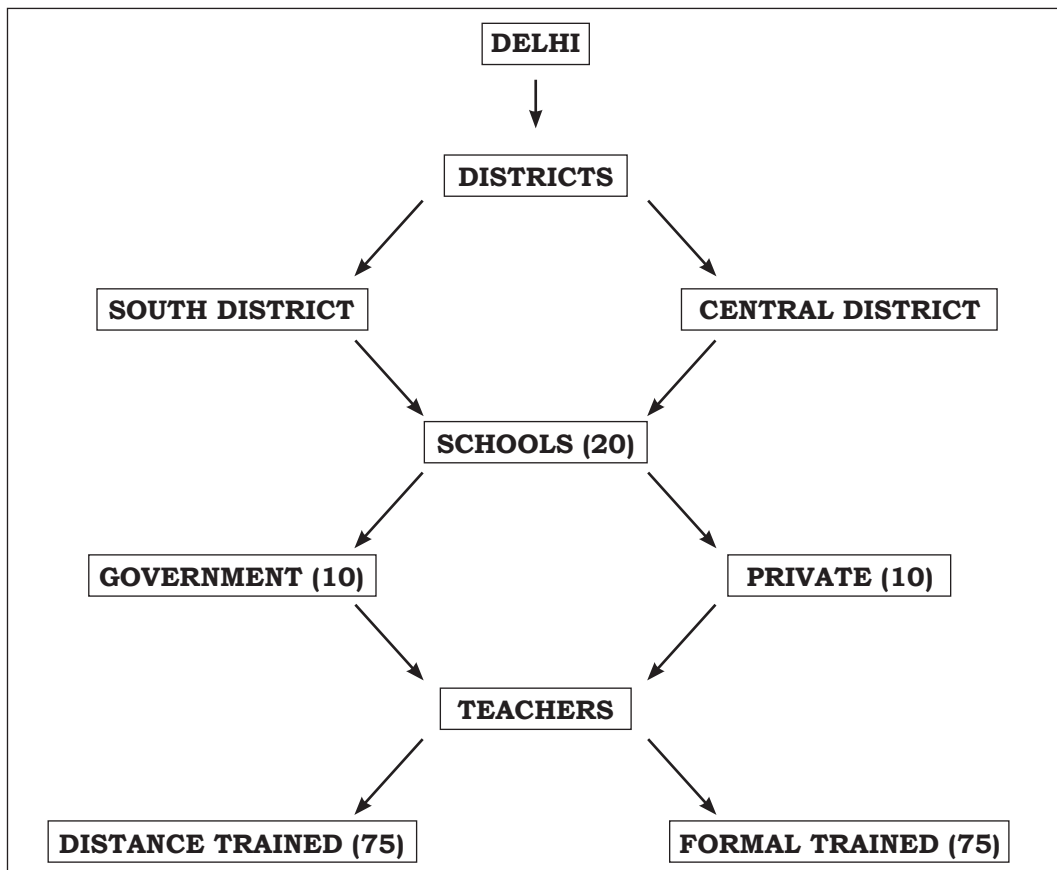 DELHI
DISTRICTS
SOUTH DISTRICT
CENTRAL DISTRICT
SCHOOLS (20)
GOVERNMENT (10)
PRIVATE (10)
TEACHERS
DISTANCE TRAINED (75)
FORMAL TRAINED (75)